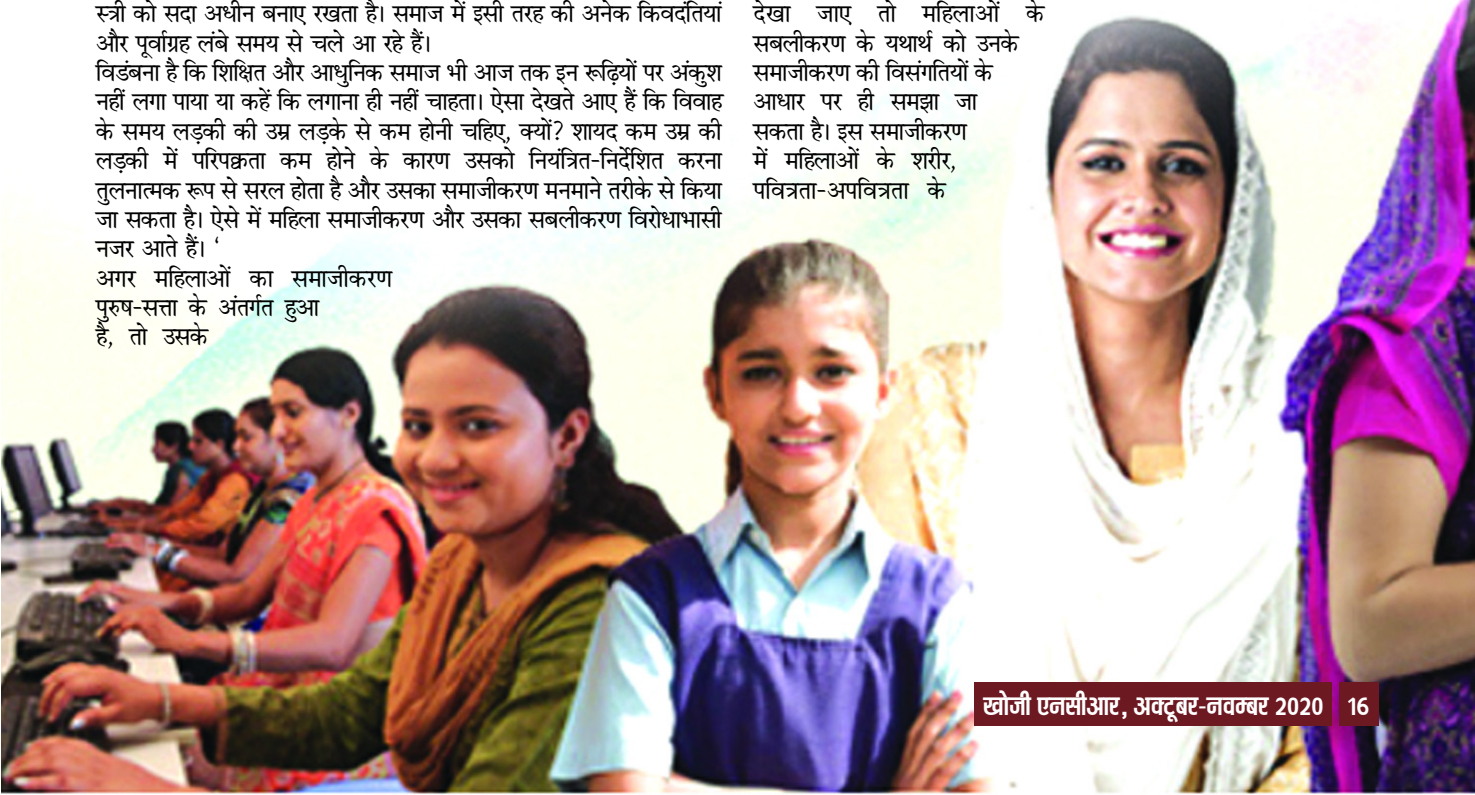 स्त्री को सदा अधीन बनाए रखता है। समाज में इसी तरह की अनेक किवदंतियां
और पूर्वाग्रह लंबे समय से चले आ रहे हैं।
विडंबना है कि शिक्षित और आधुनिक समाज भी आज तक इन रूढ़ियों पर अंकुश
नहीं लगा पाया या कहें कि लगाना ही नहीं चाहता। ऐसा देखते आए हैं कि विवाह
के समय लड़की की उम्र लड़के से कम होनी चहिए, क्यों? शायद कम उम्र की
लड़की में परिपक्वता कम होने के कारण उसको नियंत्रित-निर्देशित करना
तुलनात्मक रूप से सरल होता है और उसका समाजीकरण मनमाने तरीके से किया
जा सकता है। ऐसे में महिला समाजीकरण और उसका सबलीकरण विरोधाभासी
नजर आते हैं। ‘
अगर महिलाओं का समाजीकरण
पुरुष-सत्ता के अंतर्गत हुआ
है, तो उसके
देखा जाए तो महिलाओं के
सबलीकरण के यथार्थ को उनके
समाजीकरण की विसंगतियों के
आधार पर ही समझा जा
सकता है। इस समाजीकरण
में महिलाओं के शरीर,
पवित्रता-अपवित्रता के
खोजी एनसीआर, अक्टूबर-नवम्बर 2020 16